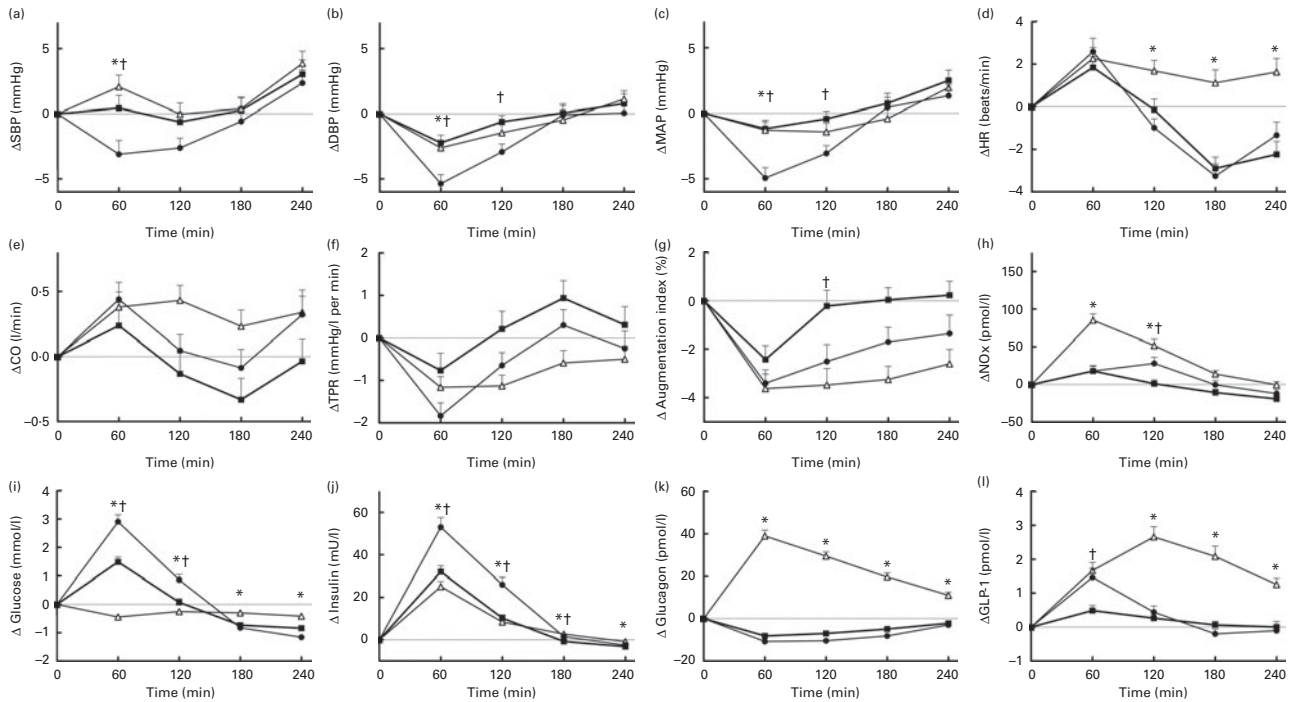 (a)
ΔSBP (mmHg)
5
0
–5
*†
0 60 120 180 240
Time (min)
(b)
ΔDBP (mmHg)
5
0
–5
*†
†
0 60 120 180 240
Time (min)
(c)
ΔMAP (mmHg)
5
0
–5
*†
†
0 60 120 180 240
Time (min)
(d)
ΔHR (beats/min)
4
2
0
–2
–4
* * *
0 60 120 180 240
Time (min)
(e)
ΔCO (l/min)
0·5
0·0
–0·5
0 60 120 180 240
Time (min)
(f)
ΔTPR (mmHg/l per min)
2
1
0
–1
–2
0 60 120 180 240
Time (min)
(g)
Δ Augmentation index (%)
2
0
–2
–4
†
0 60 120 180 240
Time (min)
(h)
ΔNOx (pmol/l)
150
100
50
0
–50
*
*†
0 60 120 180 240
Time (min)
(i)
Δ Glucose (mmol/l)
4
3
2
1
0
–1
–2
*†
*†
* *
0 60 120 180 240
Time (min)
(j)
Δ Insulin (mU/l)
60
40
20
0
*†
*†
*†
*
0 60 120 180 240
Time (min)
(k)
Δ Glucagon (pmol/l)
60
40
20
0
–20
*
*
*
*
0 60 120 180 240
Time (min)
(l)
ΔGLP-1 (pmol/l)
4
3
2
1
0
–1
†
*
*
*
0 60 120 180 240
Time (min)